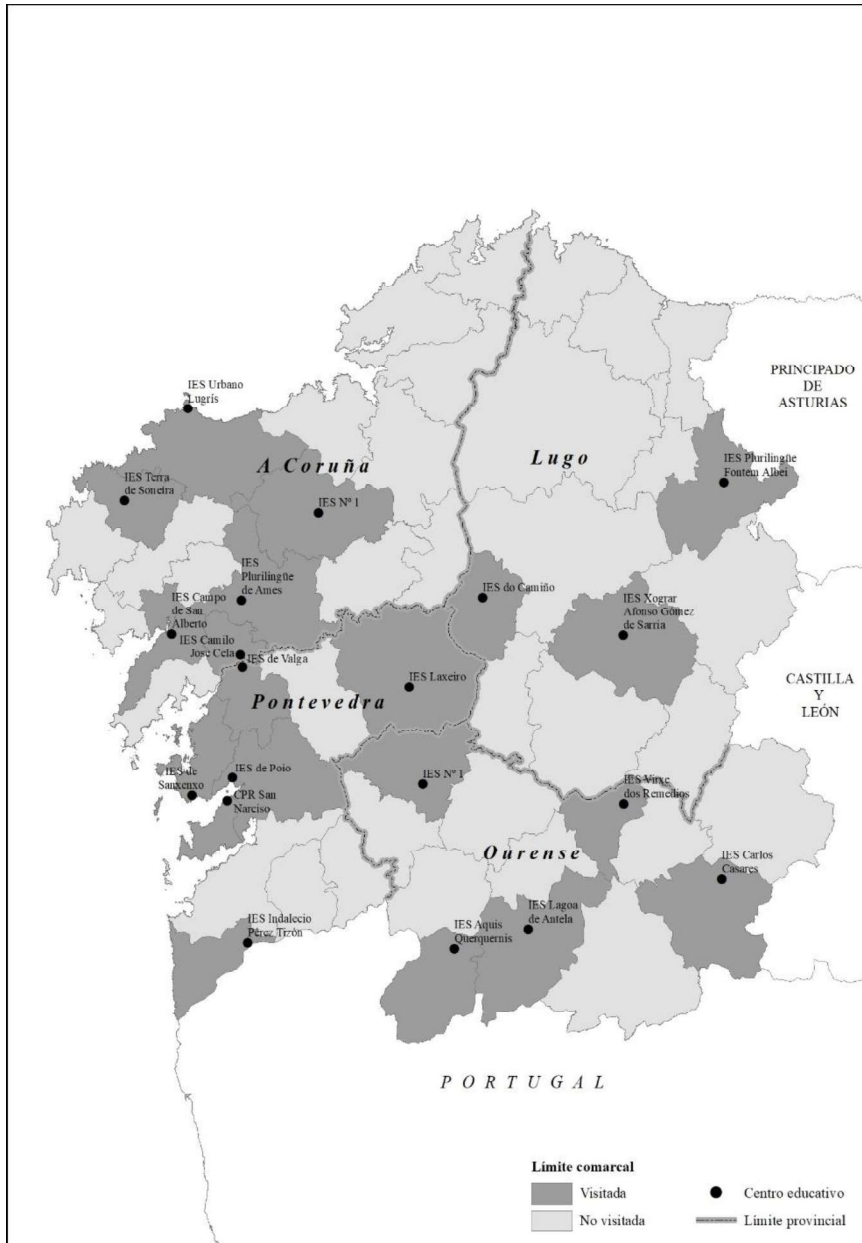 PRINCIPADO
DE
ASTURIAS
IES Urbano
Lugrís
A Coruña
Lugo
IES Plurilingüe
Fontem Albei
IES Terra
de Soneira
IES Nº 1
IES
Plurilingüe
de Ames
IES do Camiño
IES Xograr
Afonso Gómez
de Sarria
IES Campo
de San
Alberto
IES Camilo
José Cela
IES de Valga
IES Laxeiro
CASTILLA
Y
LEÓN
Pontevedra
IES de
Sanxenxo
IES de Poio
CPR San
Narciso
IES Nº 1
IES Virxe
dos Remedios
Ourense
IES Carlos
Casares
IES Indalecio
Pérez Tizón
IES Aquis
Querquernis
IES Lagoa
de Antela
PORTUGAL
Límite comarcal
Visitada
No visitada
Centro educativo
Límite provincial